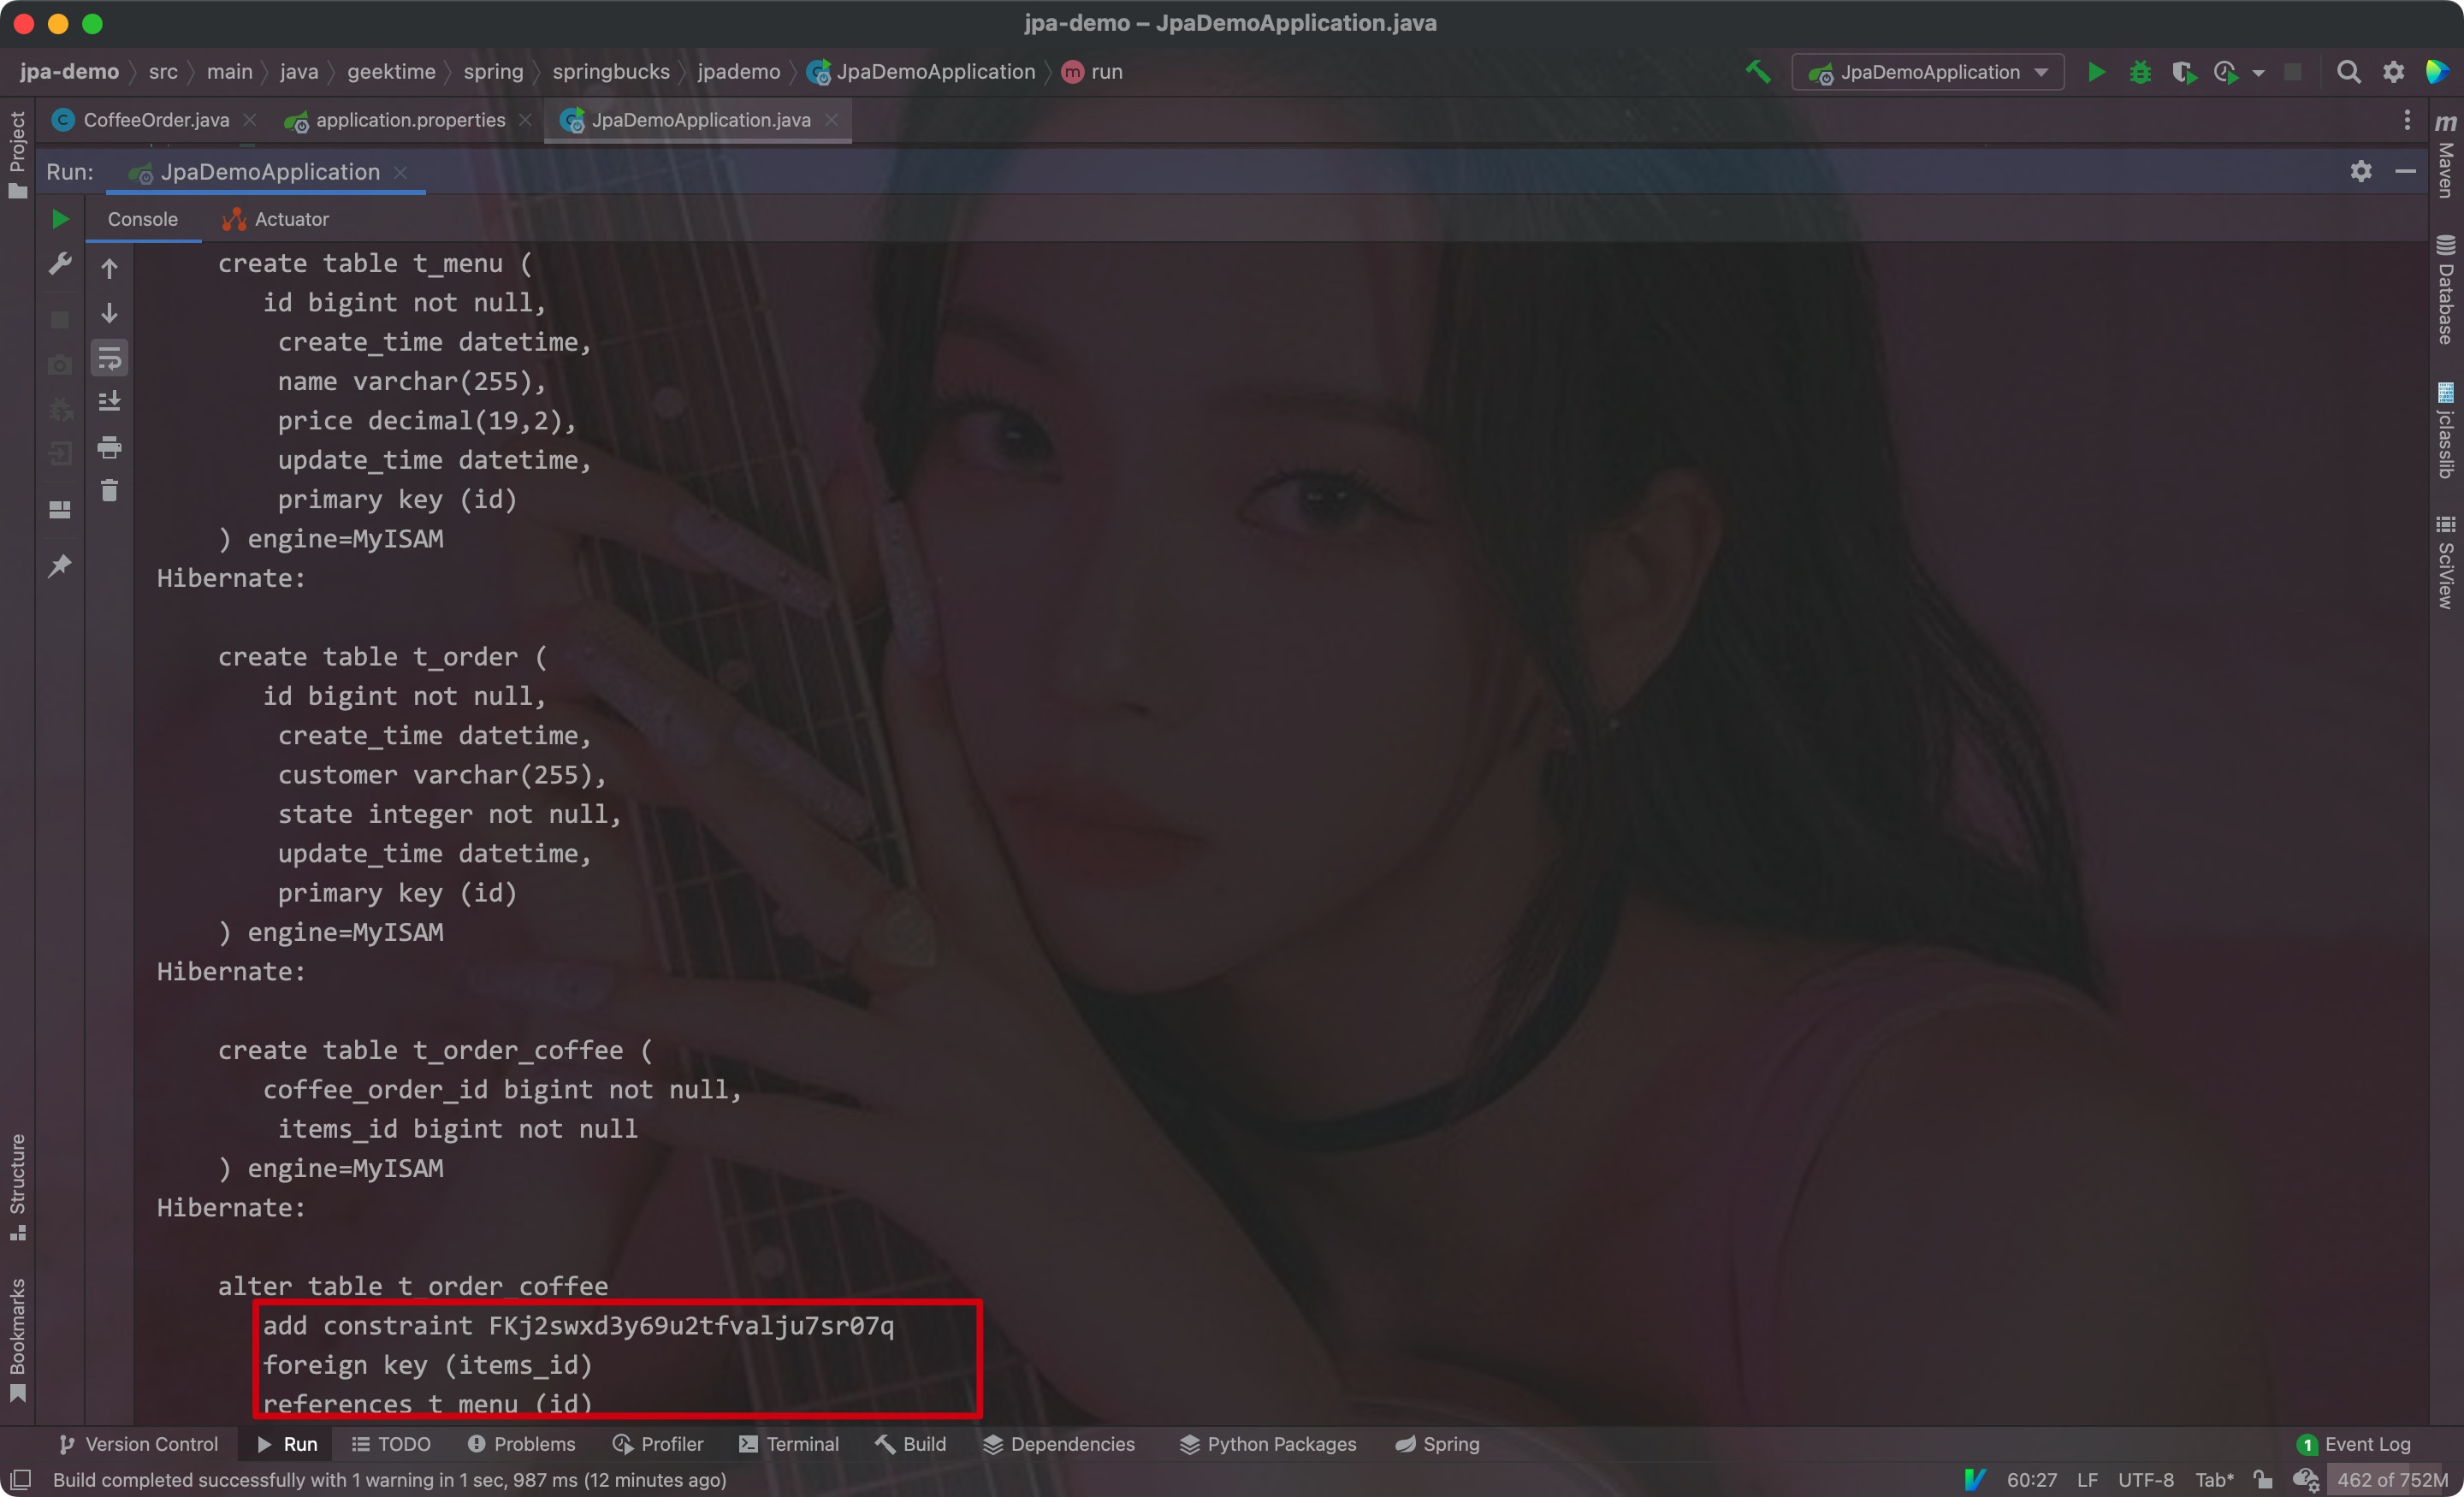 jpa-demo – JpaDemoApplication.java
jpa-demo src main java geektime spring springbucks jpademo JpaDemoApplication m run JpaDemoApplication
CoffeeOrder.java application.properties JpaDemoApplication.java
Run: JpaDemoApplication
Console Actuator
create table t_menu (
id bigint not null,
create_time datetime,
name varchar(255),
price decimal(19,2),
update_time datetime,
primary key (id)
) engine=MyISAM
Hibernate:
create table t_order (
id bigint not null,
create_time datetime,
customer varchar(255),
state integer not null,
update_time datetime,
primary key (id)
) engine=MyISAM
Hibernate:
create table t_order_coffee (
coffee_order_id bigint not null,
items_id bigint not null
) engine=MyISAM
Hibernate:
alter table t_order_coffee
add constraint FKj2swxd3y69u2tfvalju7sr07q
foreign key (items_id)
references t_menu (id)
Project
Structure
Bookmarks
m Maven
Database
jclasslib
SciView
Version Control Run TODO Problems Profiler Terminal Build Dependencies Python Packages Spring 1 Event Log
Build completed successfully with 1 warning in 1 sec, 987 ms (12 minutes ago) 60:27 LF UTF-8 Tab* 462 of 752M